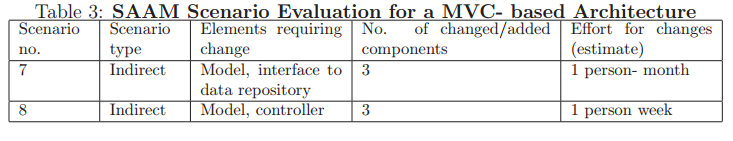 Table 3: SAAM Scenario Evaluation for a MVC- based Architecture
Scenario no. Scenario type Elements requiring change No. of changed/added components Effort for changes (estimate)
7 Indirect Model, interface to data repository 3 1 person- month
8 Indirect Model, controller 3 1 person week